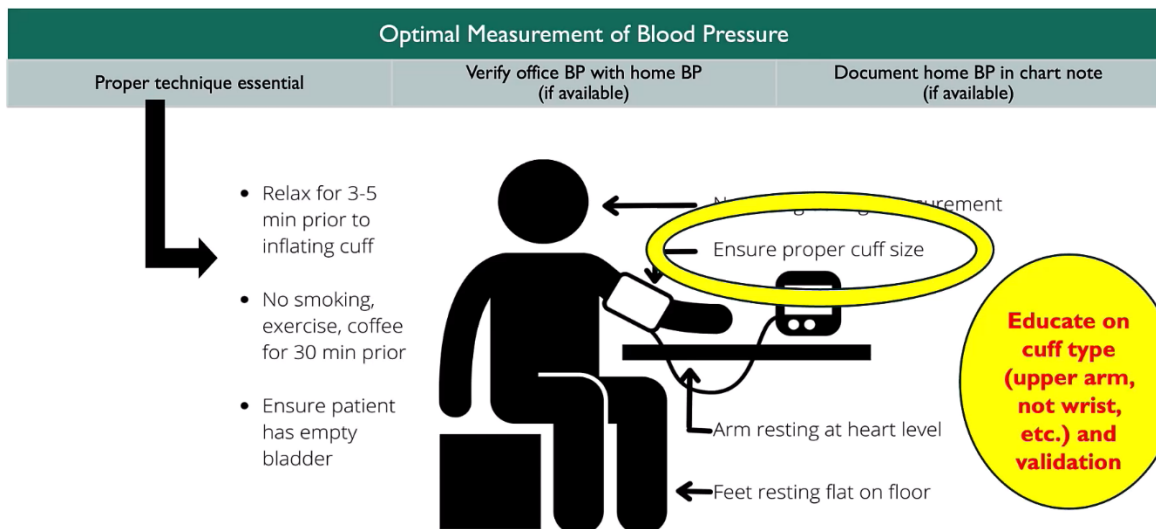 Optimal Measurement of Blood Pressure
Proper technique essential
Verify office BP with home BP
(if available)
Document home BP in chart note
(if available)
• Relax for 3-5
min prior to
inflating cuff
• No smoking,
exercise, coffee
for 30 min prior
• Ensure patient
has empty
bladder
Ensure proper cuff size
Arm resting at heart level
Feet resting flat on floor
Educate on
cuff type
(upper arm,
not wrist,
etc.) and
validation